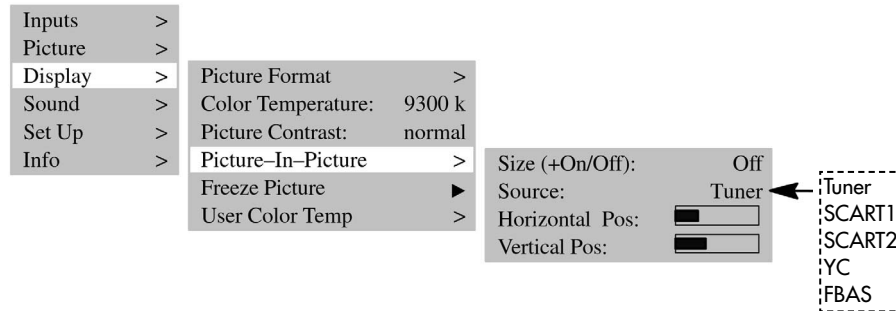 Inputs >
Picture >
Display >
Sound >
Set Up >
Info >
Picture Format >
Color Temperature: 9300 k
Picture Contrast: normal
Picture–In–Picture >
Freeze Picture ▶
User Color Temp >
Size (+On/Off): Off
Source: Tuner
Horizontal Pos:
Vertical Pos:
Tuner
SCART1
SCART2
YC
FBAS